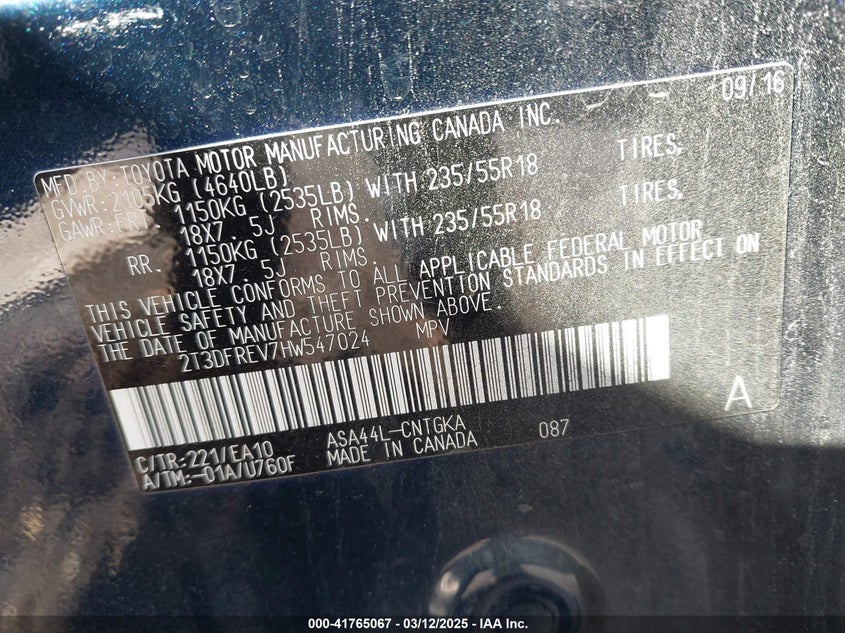 09/16
MFD.BY:TOYOTA MOTOR MANUFACTURING CANADA INC.
GVWR:2105KG (4640LB)
GAWR:FRT. 1150KG (2535LB) WITH 235/55R18 TIRES,
18X7 5J RIMS.
RR. 1150KG (2535LB) WITH 235/55R18 TIRES,
18X7 5J RIMS.
THIS VEHICLE CONFORMS TO ALL APPLICABLE FEDERAL MOTOR
VEHICLE SAFETY AND THEFT PREVENTION STANDARDS IN EFFECT ON
THE DATE OF MANUFACTURE SHOWN ABOVE.
2T3DFREV7HW547024 MPV
A
C/TR:221/EA10 ASA44L-CNTGKA 087
A/TM:-01A/U760F MADE IN CANADA
000-41765067 - 03/12/2025 - IAA Inc.